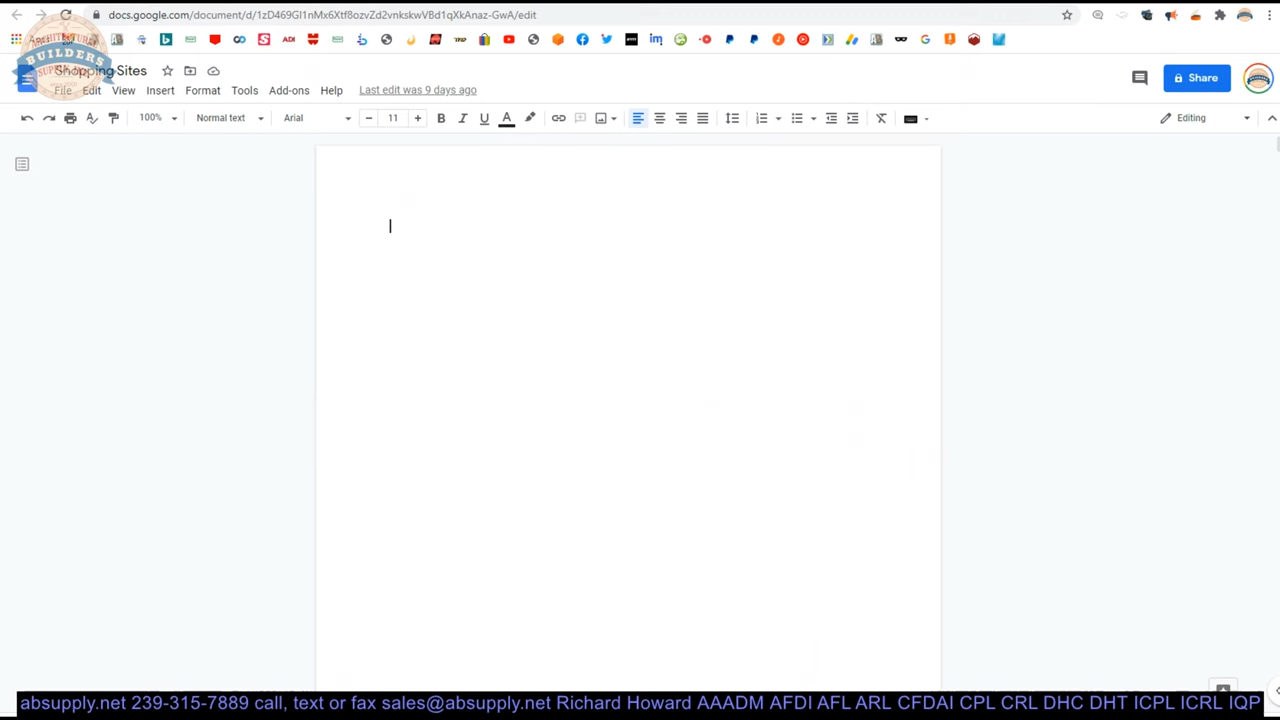 docs.google.com/document/d/1zD469Gl1nMx6Xtf8ozvZd2vnkskwVBd1qXkAnaz-GwA/edit
ADI
ARCHITECTURAL
BUILDERS
Shopping Sites
File Edit View Insert Format Tools Add-ons Help Last edit was 9 days ago
Share
100% Normal text Arial 11 B I U A Editing
absupply.net 239-315-7889 call, text or fax sales@absupply.net Richard Howard AAADM AFDI AFL ARL CFDAI CPL CRL DHC DHT ICPL ICRL IQP